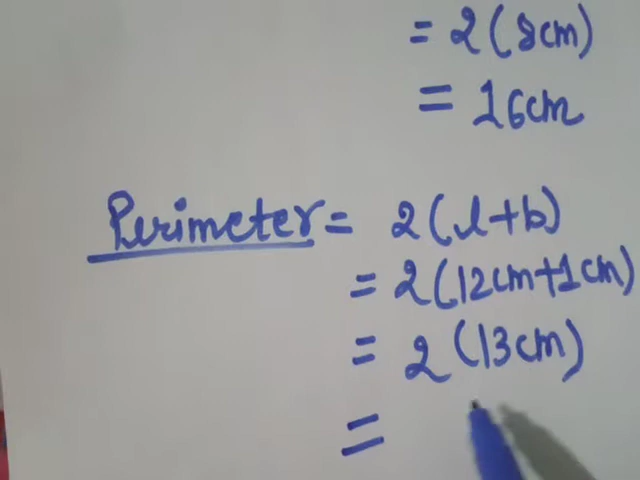 = 2(8cm)
= 16cm
Perimeter = 2(l+b)
= 2(12cm+1cm)
= 2(13cm)
=